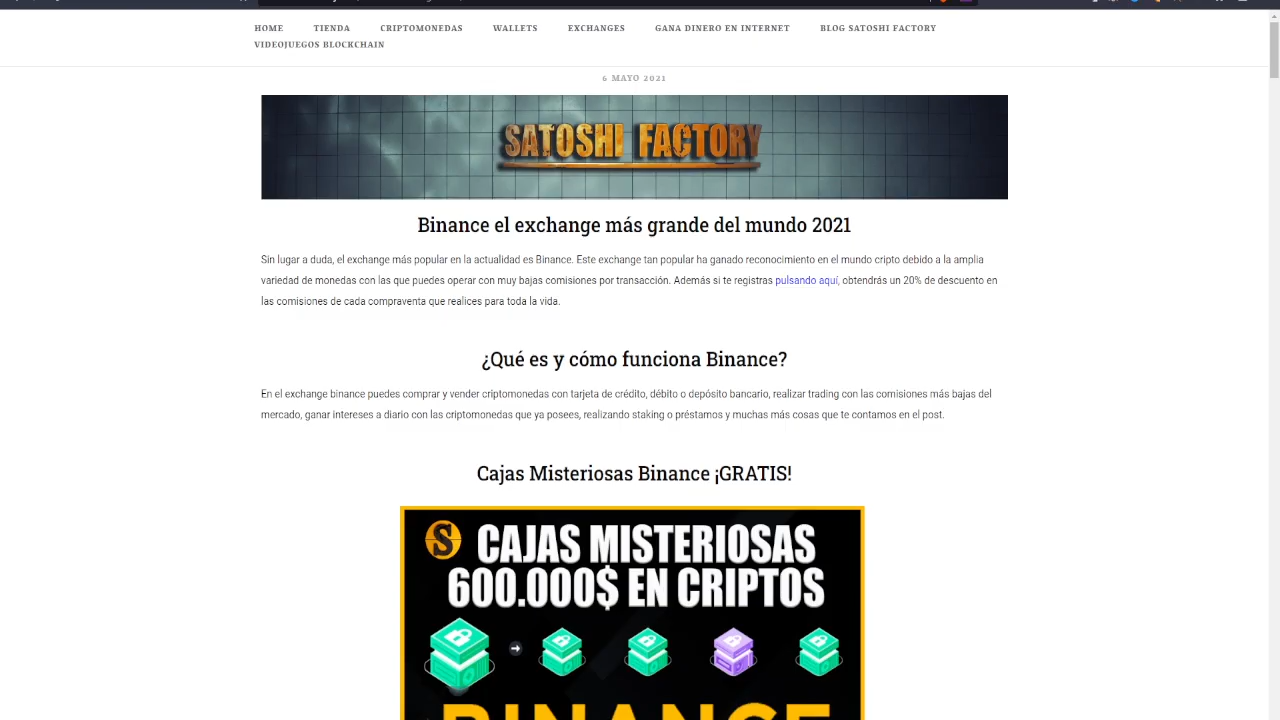 HOME TIENDA CRIPTOMONEDAS WALLETS EXCHANGES GANA DINERO EN INTERNET BLOG SATOSHI FACTORY
VIDEOJUEGOS BLOCKCHAIN
6 MAYO 2021
SATOSHI FACTORY
Binance el exchange más grande del mundo 2021
Sin lugar a duda, el exchange más popular en la actualidad es Binance. Este exchange tan popular ha ganado reconocimiento en el mundo cripto debido a la amplia
variedad de monedas con las que puedes operar con muy bajas comisiones por transacción. Además si te registras pulsando aquí, obtendrás un 20% de descuento en
las comisiones de cada compraventa que realices para toda la vida.
¿Qué es y cómo funciona Binance?
En el exchange binance puedes comprar y vender criptomonedas con tarjeta de crédito, débito o depósito bancario, realizar trading con las comisiones más bajas del
mercado, ganar intereses a diario con las criptomonedas que ya posees, realizando staking o préstamos y muchas más cosas que te contamos en el post.
Cajas Misteriosas Binance ¡GRATIS!
S CAJAS MISTERIOSAS
600.000$ EN CRIPTOS
BINANCE